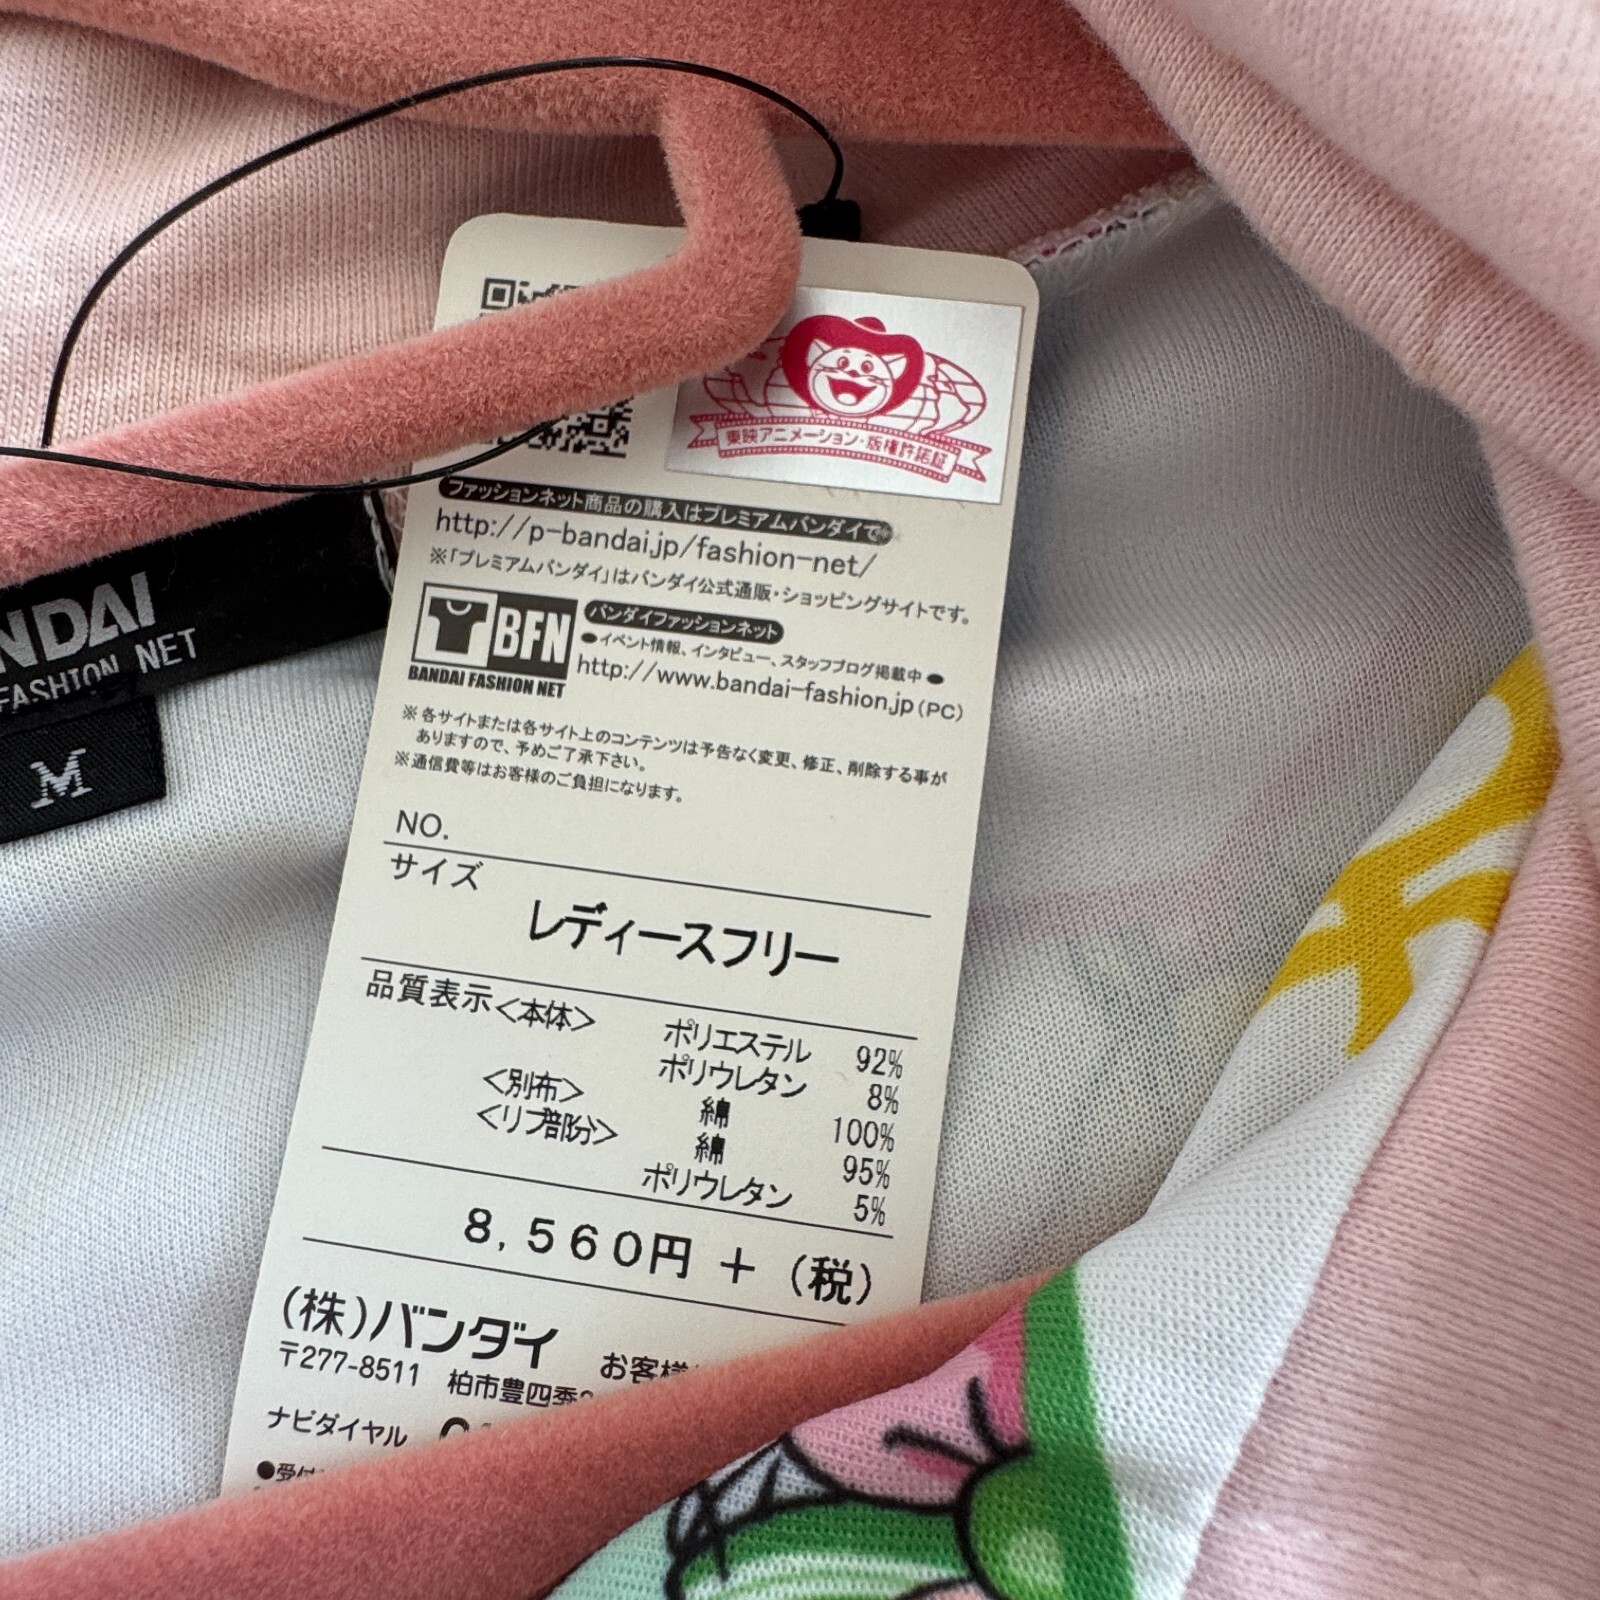 東映アニメーション・版権許諾証
ファッションネット商品の購入はプレミアムバンダイで
http://p-bandai.jp/fashion-net/
※「プレミアムバンダイ」はバンダイ公式通販・ショッピングサイトです。
BFN
BANDAI FASHION NET
バンダイファッションネット
●イベント情報、インタビュー、スタッフブログ掲載中●
http://www.bandai-fashion.jp(PC)
※各サイトまたは各サイト上のコンテンツは予告なく変更、修正、削除する事が
ありますので、予めご了承下さい。
※通信費等はお客様のご負担になります。
NDAI
FASHION NET
M
NO.
サイズ
レディースフリー
品質表示<本体> ポリエステル 92%
ポリウレタン 8%
<別布> 綿 100%
<リブ部分> 綿 95%
ポリウレタン 5%
8,560円 + (税)
(株)バンダイ
お客様
〒277-8511 柏市豊四季
ナビダイヤル
●受付